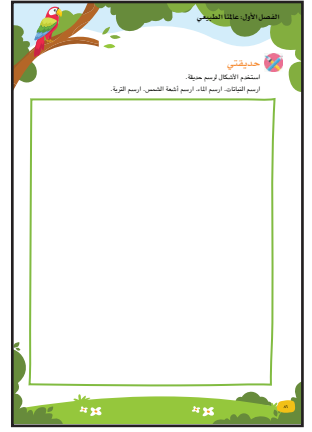 الفصل الأول: عالمنا الطبيعي
حديقتي
استخدم الأشكال لرسم حديقة.
ارسم النباتات. ارسم الماء. ارسم أشعة الشمس. ارسم التربة.